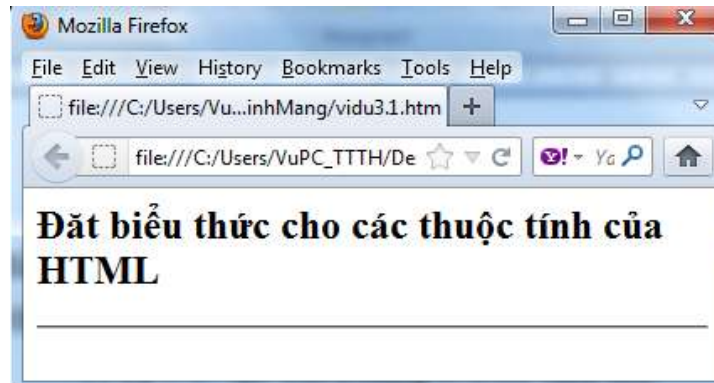 Mozilla Firefox
File Edit View History Bookmarks Tools Help
file:///C:/Users/Vu...inhMang/vidu3.1.htm
file:///C:/Users/VuPC_TTTH/De
Đăt biểu thức cho các thuộc tính của
HTML